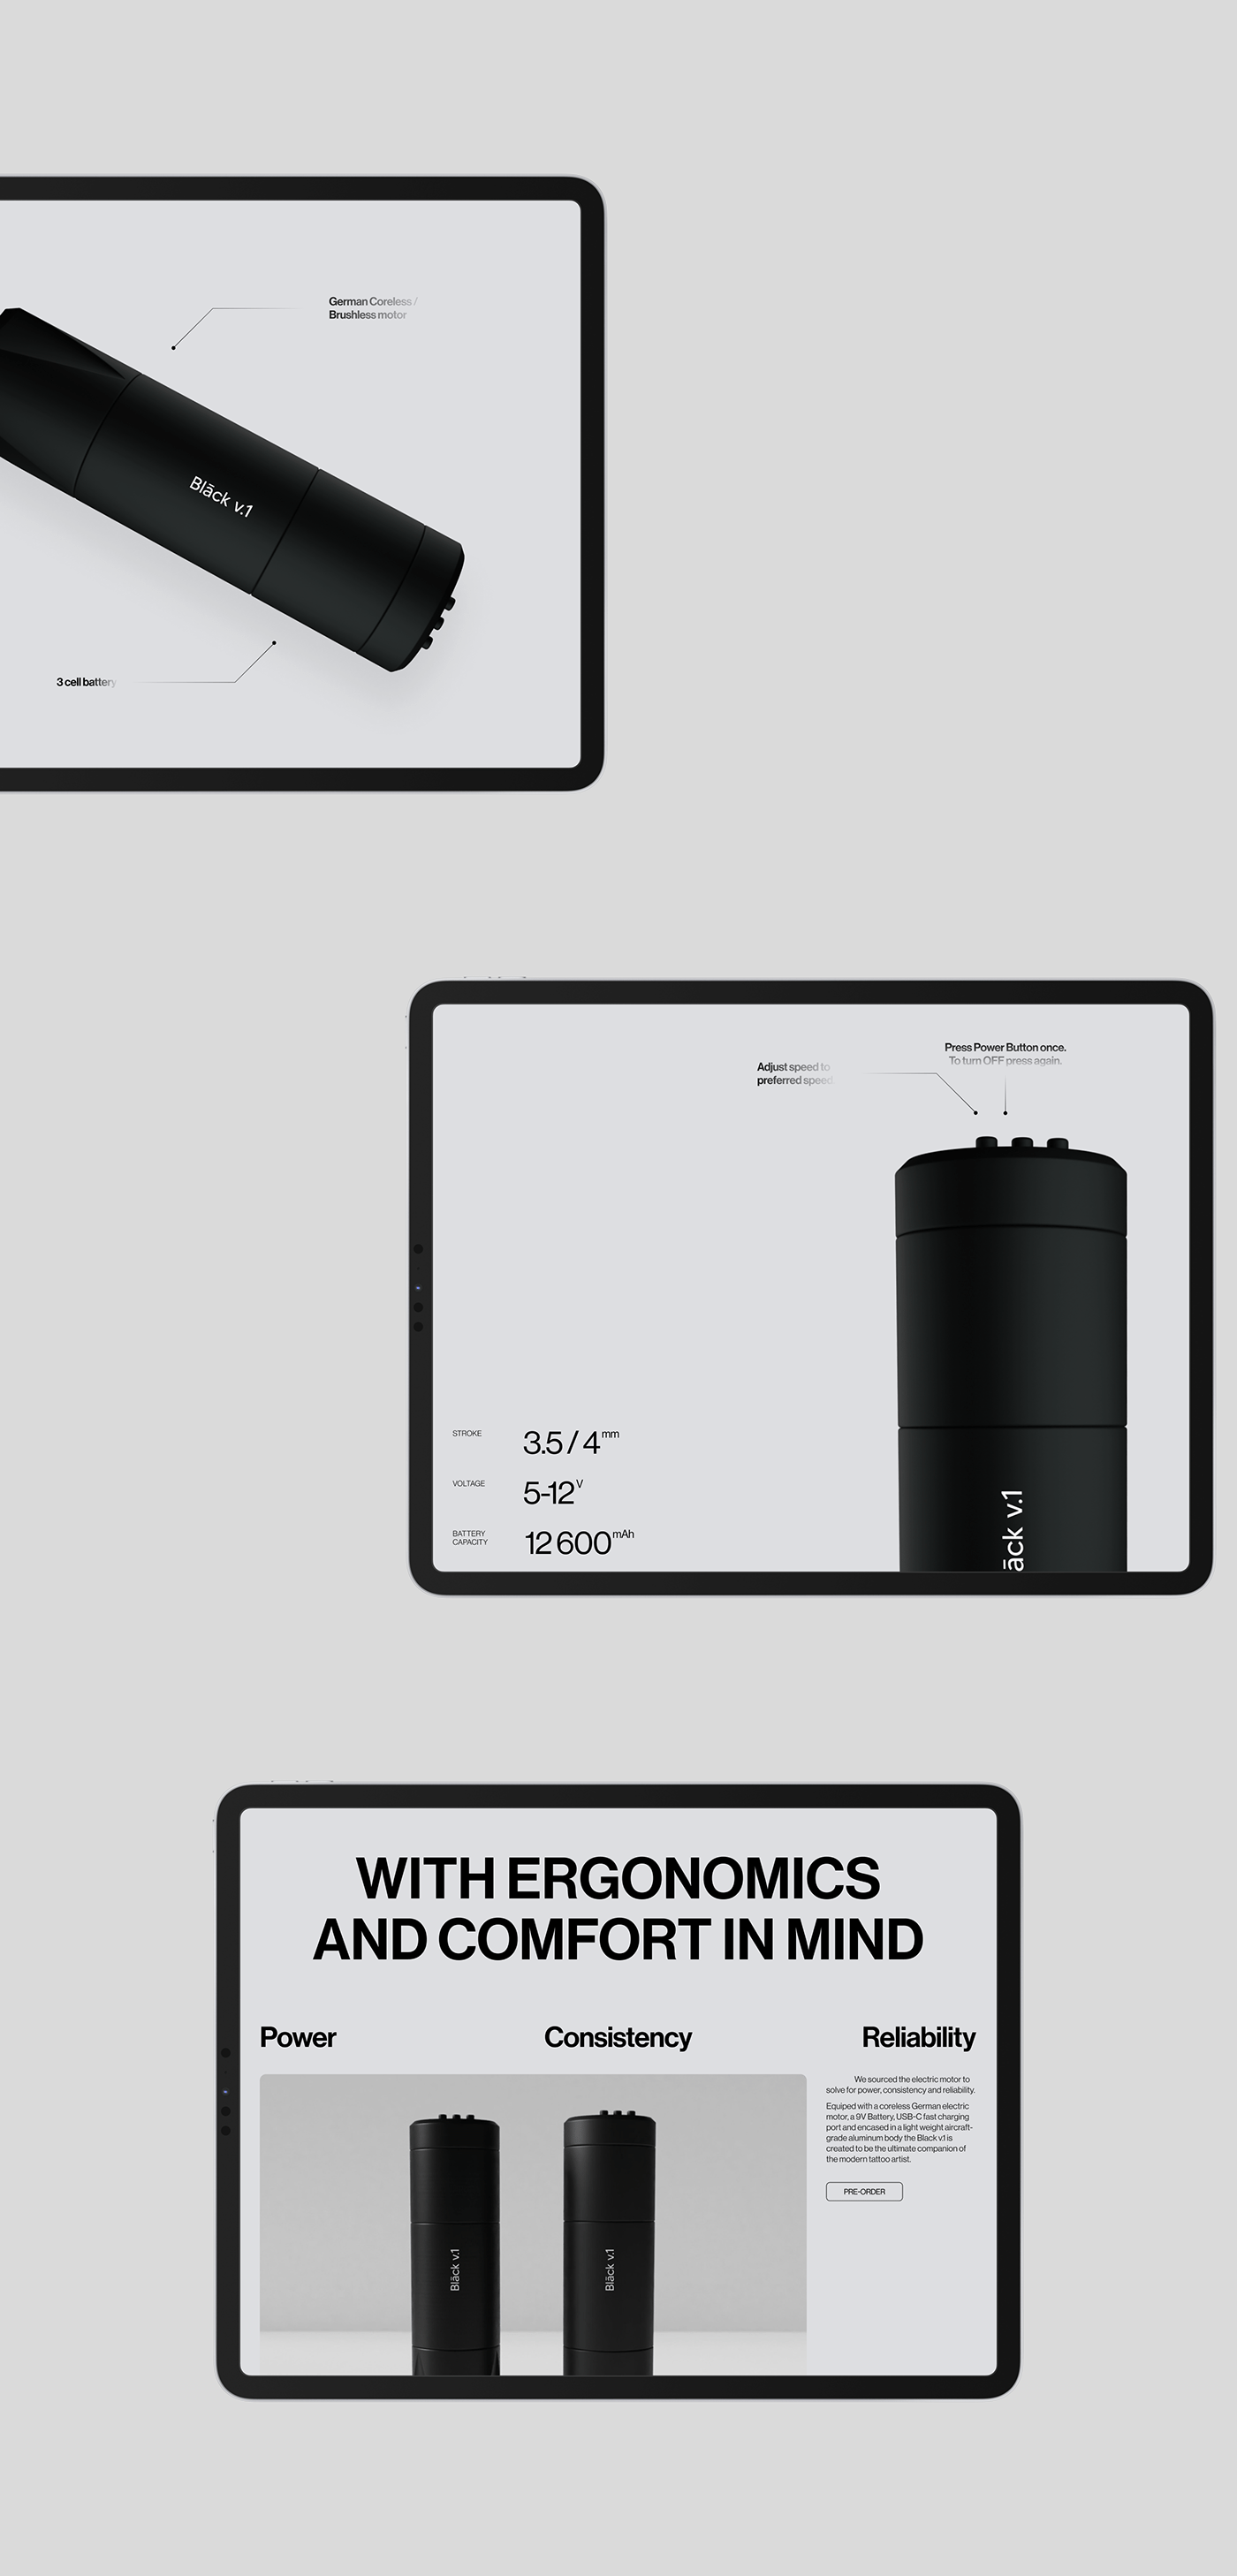 German Coreless /
Brushless motor
Bläck v.1
3 cell battery
Press Power Button once.
To turn OFF press again.
Adjust speed to
preferred speed
STROKE
3.5 / 4 mm
VOLTAGE
5-12 V
BATTERY
CAPACITY
12 600 mAh
äck v.1
WITH ERGONOMICS
AND COMFORT IN MIND
Power
Consistency
Reliability
We sourced the electric motor to
solve for power, consistency and reliability.
Equiped with a coreless German electric
motor, a 9V Battery, USB-C fast charging
port and encased in a light weight aircraft-
grade aluminum body the Black v.1 is
created to be the ultimate companion of
the modern tattoo artist.
PRE-ORDER
Bläck v.1
Bläck v.1